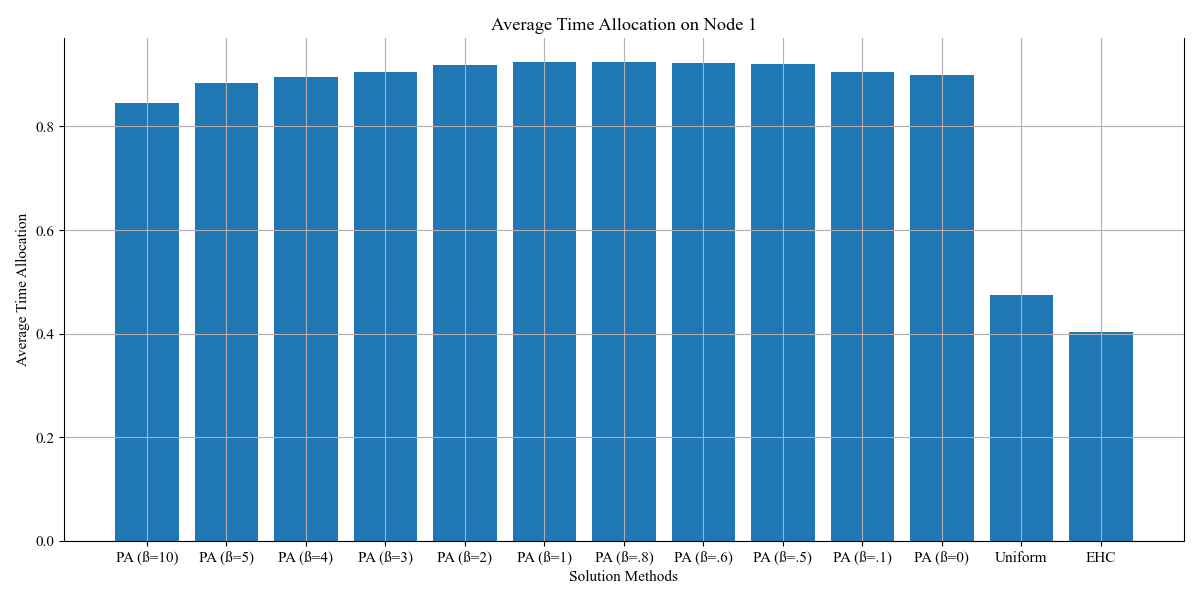 Average Time Allocation on Node 1
Average Time Allocation
0.8
0.6
0.4
0.2
0.0
PA (ß=10) PA (ß=5) PA (ß=4) PA (ß=3) PA (ß=2) PA (ß=1) PA (ß=.8) PA (ß=.6) PA (ß=.5) PA (ß=.1) PA (ß=0) Uniform EHC
Solution Methods